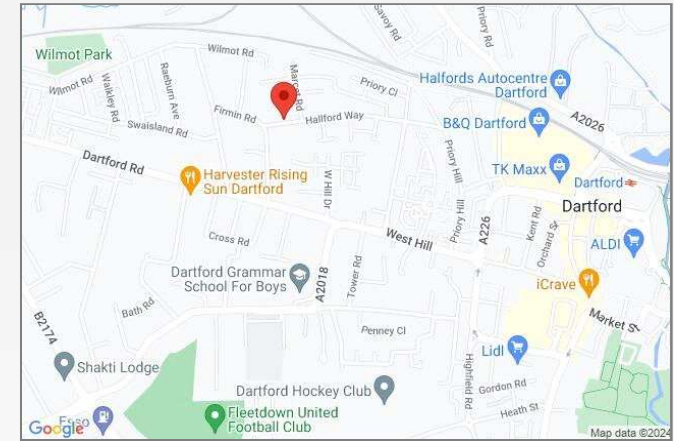 Savoy Rd
Priory Rd
Wilmot Park
Wilmot Rd
Marcet Rd
Wilmot Rd
Walkley Rd
Raeburn Ave
Priory Cl
Halfords Autocentre
Dartford
A2026
Firmin Rd
Hallford Way
B&Q Dartford
Swaisland Rd
Dartford Rd
Harvester Rising
Sun Dartford
W Hill Dr
Priory Hill
TK Maxx
Dartford
Dartford
Cross Rd
West Hill
Priory Hill
A226
Kent Rd
Orchard St
ALDI
Dartford Grammar
School For Boys
A2018
Tower Rd
iCrave
Bath Rd
B2174
Penney Cl
Market St
Shakti Lodge
Lidl
Highfield Rd
Gordon Rd
Dartford Hockey Club
Heath St
Fleetdown United
Football Club
Esso
Google
Map data ©2024